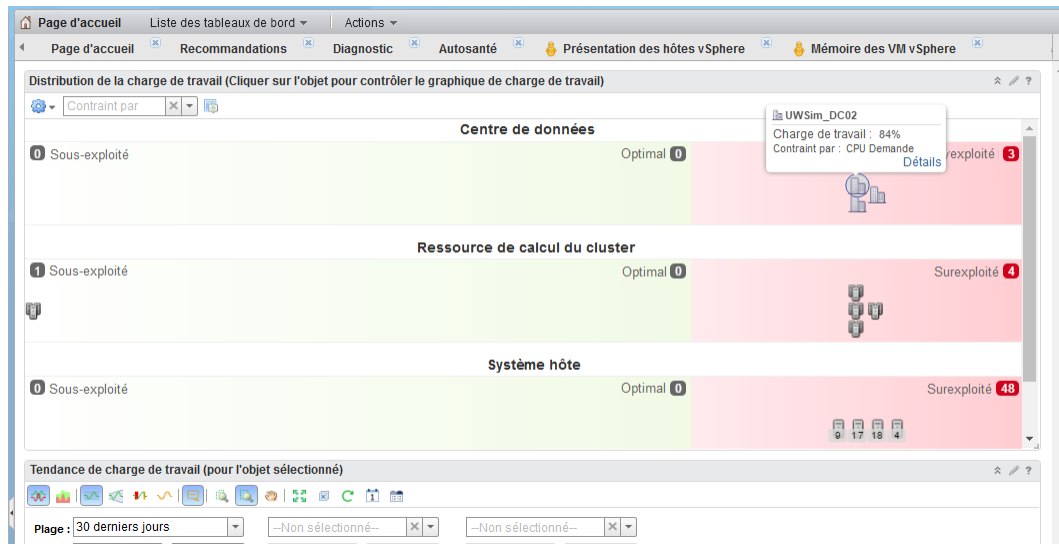 Page d'accueil Liste des tableaux de bord Actions
Page d'accueil Recommandations Diagnostic Autosanté Présentation des hôtes vSphere Mémoire des VM vSphere
Distribution de la charge de travail (Cliquer sur l'objet pour contrôler le graphique de charge de travail) ?
Contraint par
UWSim_DC02
Charge de travail : 84%
Contraint par : CPU Demande
Détails
Centre de données
0 Sous-exploité Optimal 0 exploité 3
Ressource de calcul du cluster
1 Sous-exploité Optimal 0 Surexploité 4
Système hôte
0 Sous-exploité Optimal 0 Surexploité 48
9 17 18 4
Tendance de charge de travail (pour l'objet sélectionné) ?
Plage : 30 derniers jours --Non sélectionné-- --Non sélectionné--